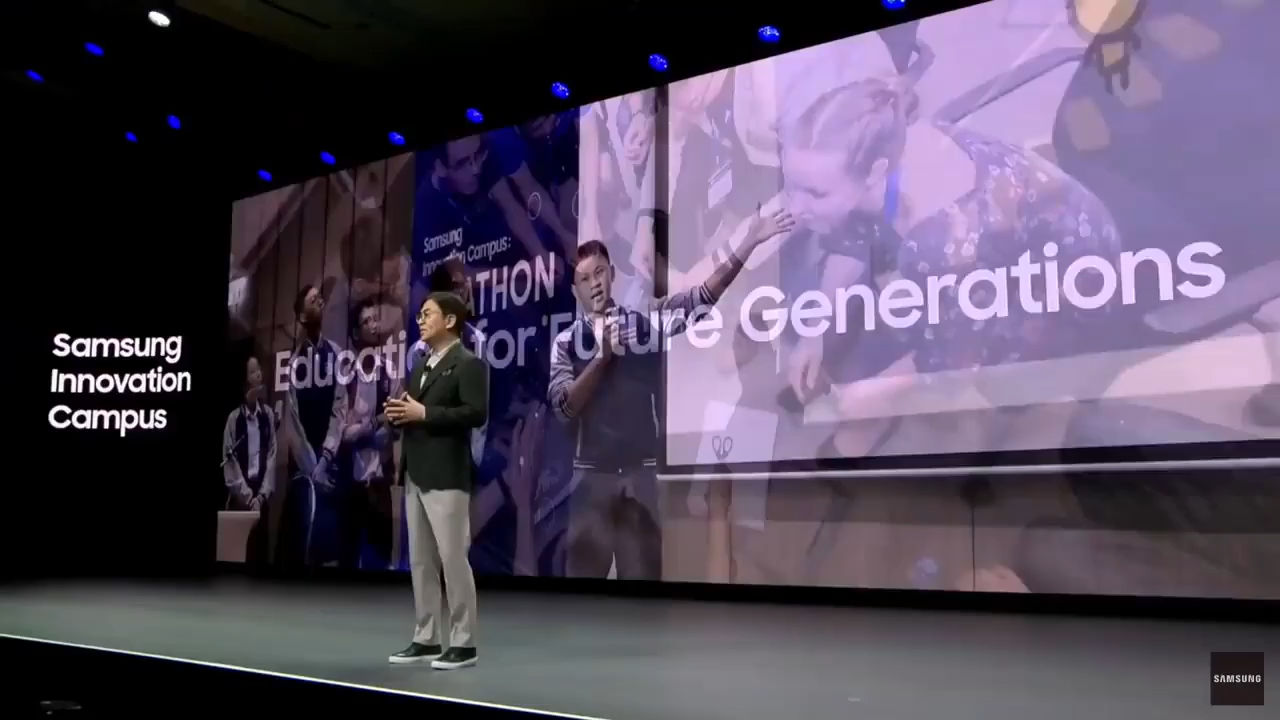 Samsung
Innovation
Campus
Samsung
Innovation Campus:
ATHON
Education for Future Generations
SAMSUNG